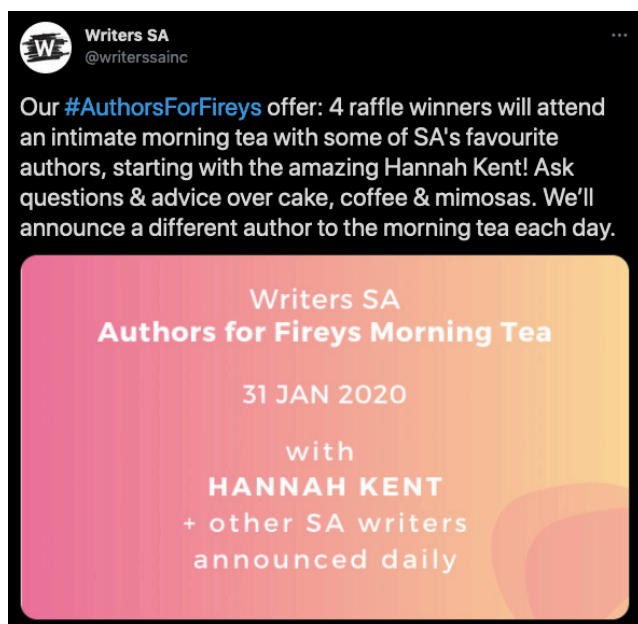 W
Writers SA
@writerssainc
Our #AuthorsForFireys offer: 4 raffle winners will attend
an intimate morning tea with some of SA's favourite
authors, starting with the amazing Hannah Kent! Ask
questions & advice over cake, coffee & mimosas. We’ll
announce a different author to the morning tea each day.
Writers SA
Authors for Fireys Morning Tea
31 JAN 2020
with
HANNAH KENT
+ other SA writers
announced daily